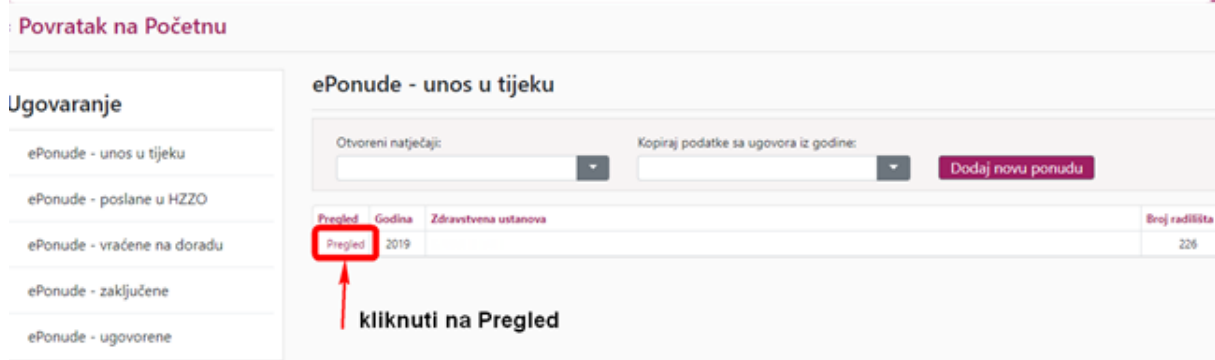 Povratak na Početnu
Ugovaranje
ePonude - unos u tijeku
ePonude - poslane u HZZO
ePonude - vraćene na doradu
ePonude - zaključene
ePonude - ugovorene
ePonude - unos u tijeku
Otvoreni natječaji:
Kopiraj podatke sa ugovora iz godine:
Dodaj novu ponudu
Pregled Godina Zdravstvena ustanova Broj radilišta
Pregled 2019 226
kliknuti na Pregled